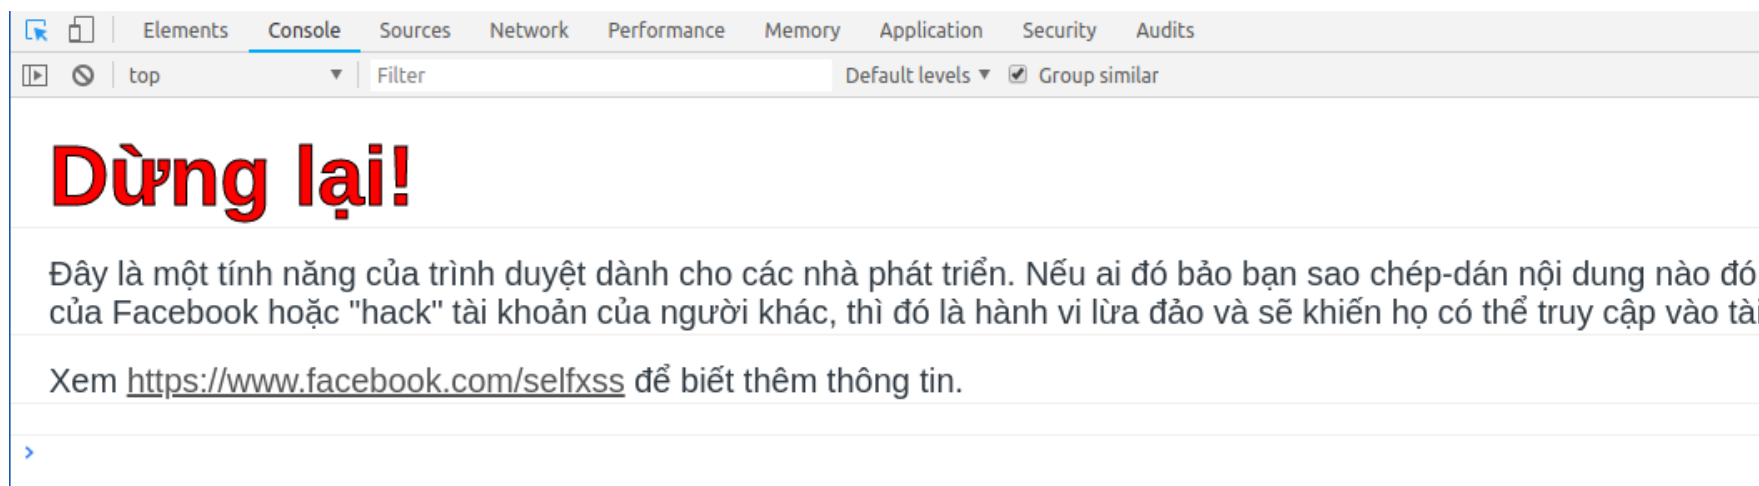 Elements Console Sources Network Performance Memory Application Security Audits
top Filter Default levels Group similar
Dừng lại!
Đây là một tính năng của trình duyệt dành cho các nhà phát triển. Nếu ai đó bảo bạn sao chép-dán nội dung nào đó
của Facebook hoặc "hack" tài khoản của người khác, thì đó là hành vi lừa đảo và sẽ khiến họ có thể truy cập vào tài
Xem https://www.facebook.com/selfxss để biết thêm thông tin.